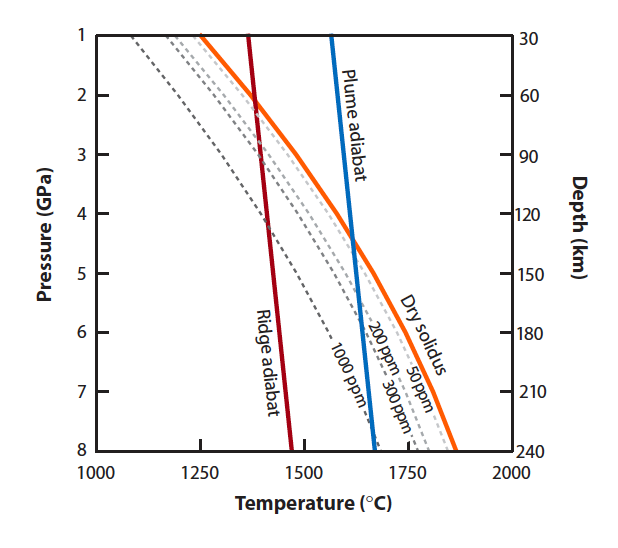 1
2
3
4
5
6
7
8
Pressure (GPa)
30
60
90
120
150
180
210
240
Depth (km)
1000
1250
1500
1750
2000
Temperature (°C)
Plume adiabat
Ridge adiabat
Dry solidus
1000 ppm
200 ppm
300 ppm
50 ppm